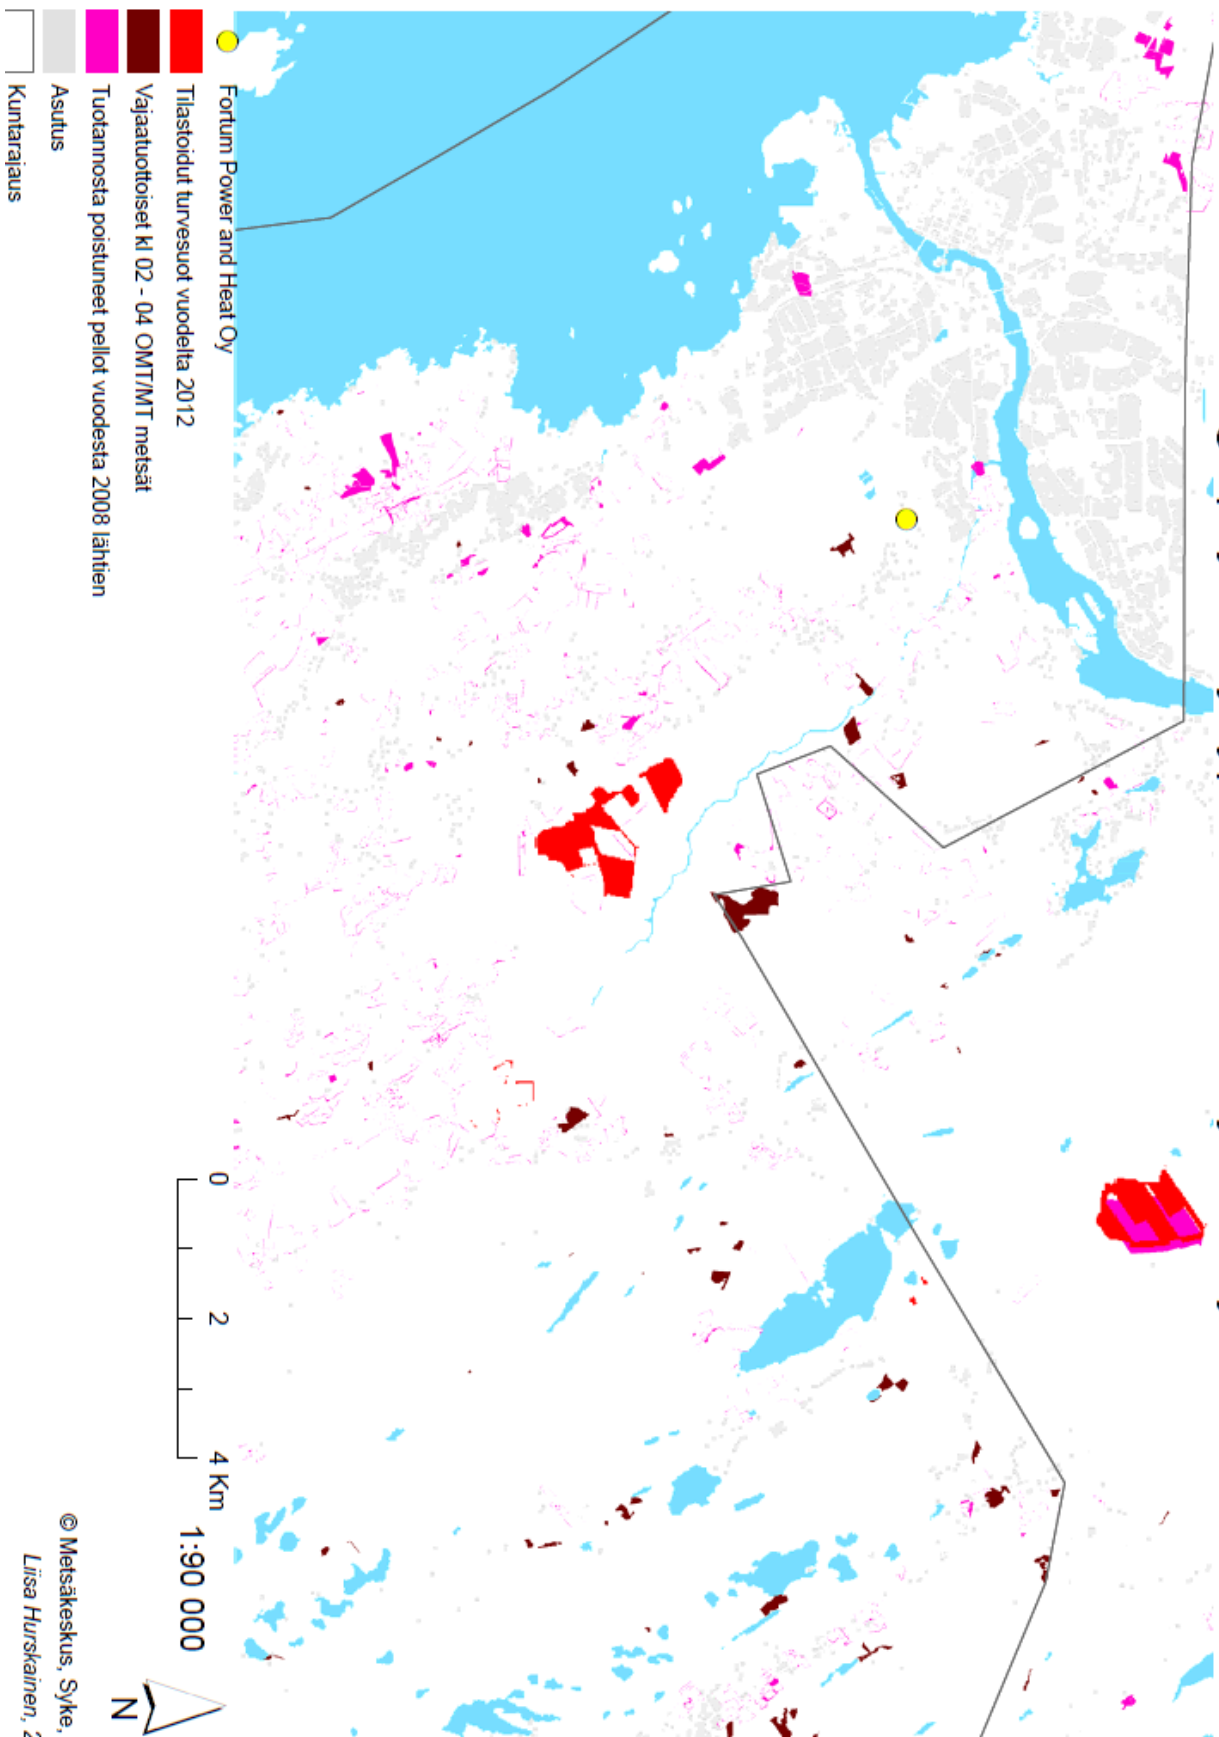 Fortum Power and Heat Oy
Tilastoidut turvesuot vuodelta 2012
Vajaatuottoiset kl 02 - 04 OMT/MT metsät
Tuotannosta poistuneet pellot vuodesta 2008 lähtien
Asutus
Kuntarajaus
0 2 4 Km
1:90 000
N
© Metsäkeskus, Syke,
Liisa Hurskainen, 2